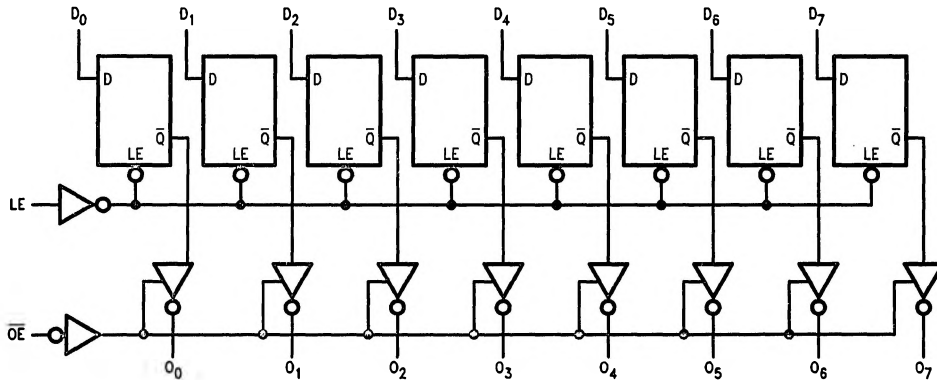 D₀ D₁ D₂ D₃ D₄ D₅ D₆ D₇
D D D D D D D D
Q̅ Q̅ Q̅ Q̅ Q̅ Q̅ Q̅ Q̅
LE LE LE LE LE LE LE LE
LE
O̅E̅
O₀ O₁ O₂ O₃ O₄ O₅ O₆ O₇